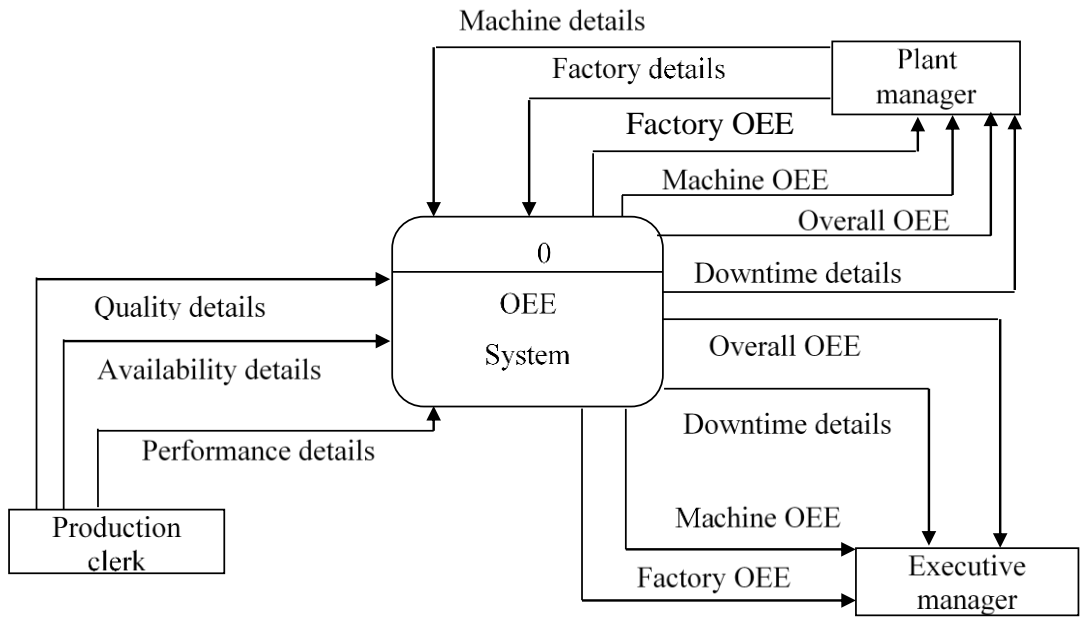 Machine details
Plant
manager
Factory details
Factory OEE
Machine OEE
Overall OEE
0
Downtime details
OEE
System
Quality details
Overall OEE
Availability details
Downtime details
Performance details
Production
clerk
Machine OEE
Factory OEE
Executive
manager